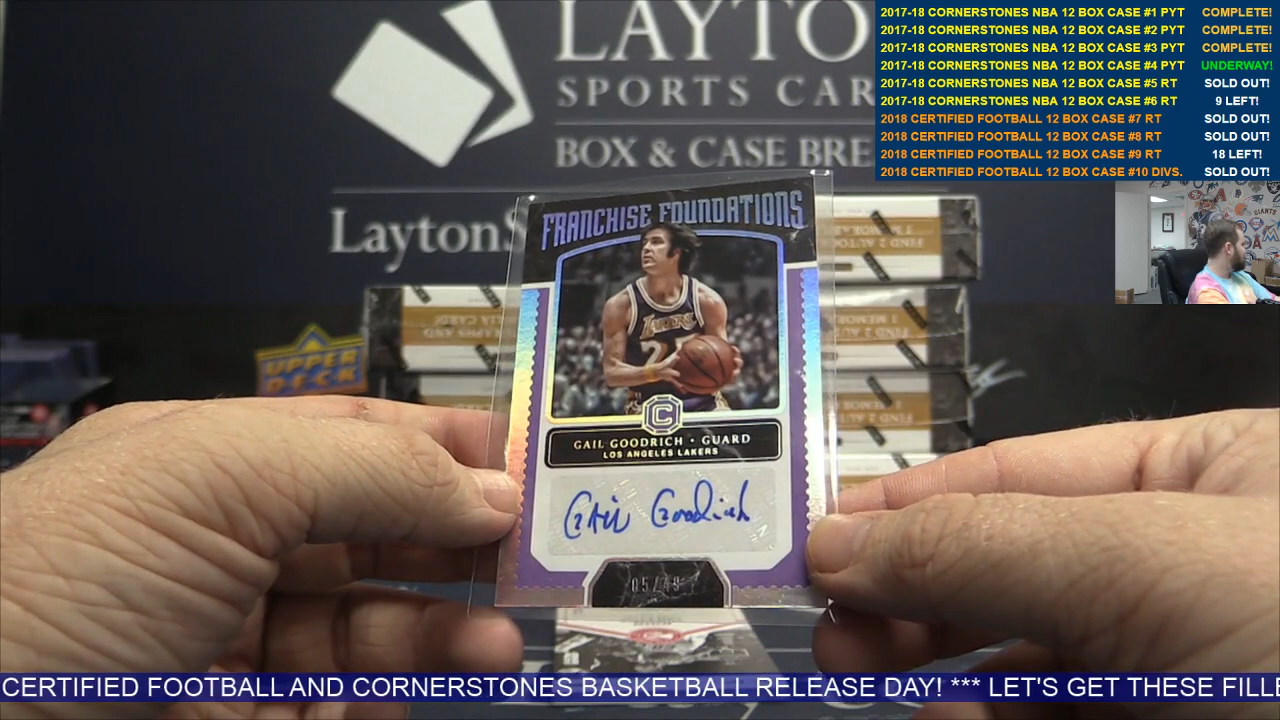 2017-18 CORNERSTONES NBA 12 BOX CASE #1 PYT COMPLETE!
2017-18 CORNERSTONES NBA 12 BOX CASE #2 PYT COMPLETE!
2017-18 CORNERSTONES NBA 12 BOX CASE #3 PYT COMPLETE!
2017-18 CORNERSTONES NBA 12 BOX CASE #4 PYT UNDERWAY!
2017-18 CORNERSTONES NBA 12 BOX CASE #5 RT SOLD OUT!
2017-18 CORNERSTONES NBA 12 BOX CASE #6 RT 9 LEFT!
2018 CERTIFIED FOOTBALL 12 BOX CASE #7 RT SOLD OUT!
2018 CERTIFIED FOOTBALL 12 BOX CASE #8 RT SOLD OUT!
2018 CERTIFIED FOOTBALL 12 BOX CASE #9 RT 18 LEFT!
2018 CERTIFIED FOOTBALL 12 BOX CASE #10 DIVS. SOLD OUT!
LAYTO
SPORTS CAR
BOX & CASE BRE
LaytonS
FRANCHISE FOUNDATIONS
LAKERS
C
GAIL GOODRICH • GUARD
LOS ANGELES LAKERS
Gail Goodrich
05/49
UPPER DECK
CERTIFIED FOOTBALL AND CORNERSTONES BASKETBALL RELEASE DAY! *** LET'S GET THESE FILLE